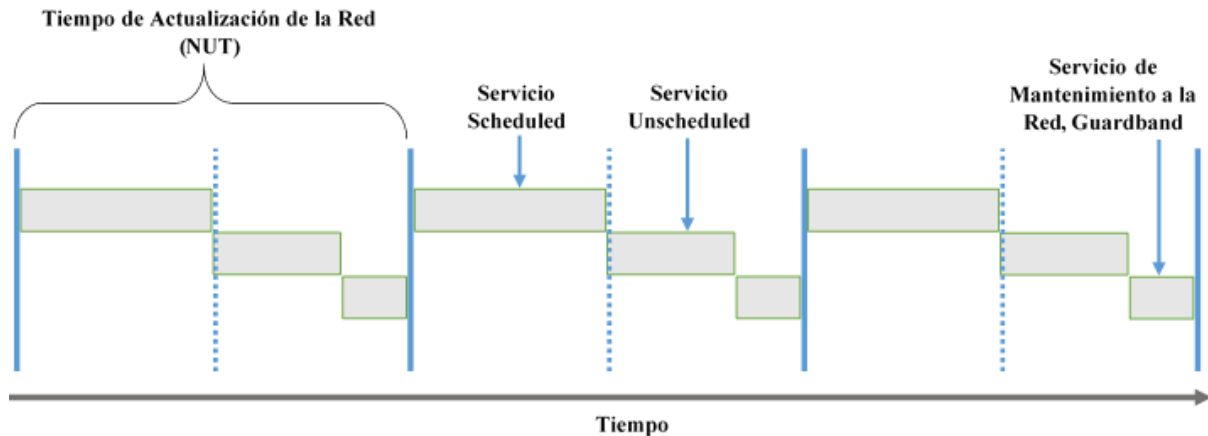 Tiempo de Actualización de la Red
(NUT)
Servicio
Scheduled
Servicio
Unscheduled
Servicio de
Mantenimiento a la
Red, Guardband
Tiempo